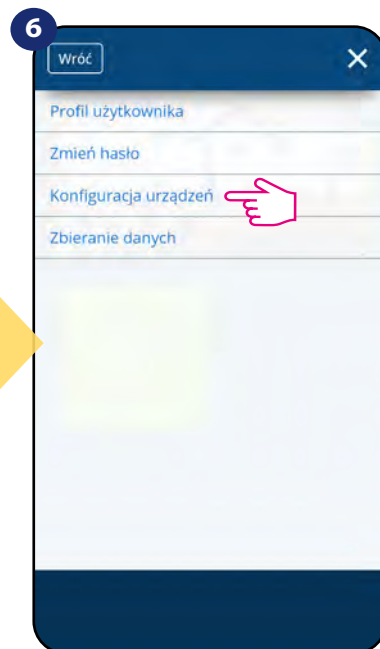 6
Wróć
Profil użytkownika
Zmień hasło
Konfiguracja urządzeń
Zbieranie danych